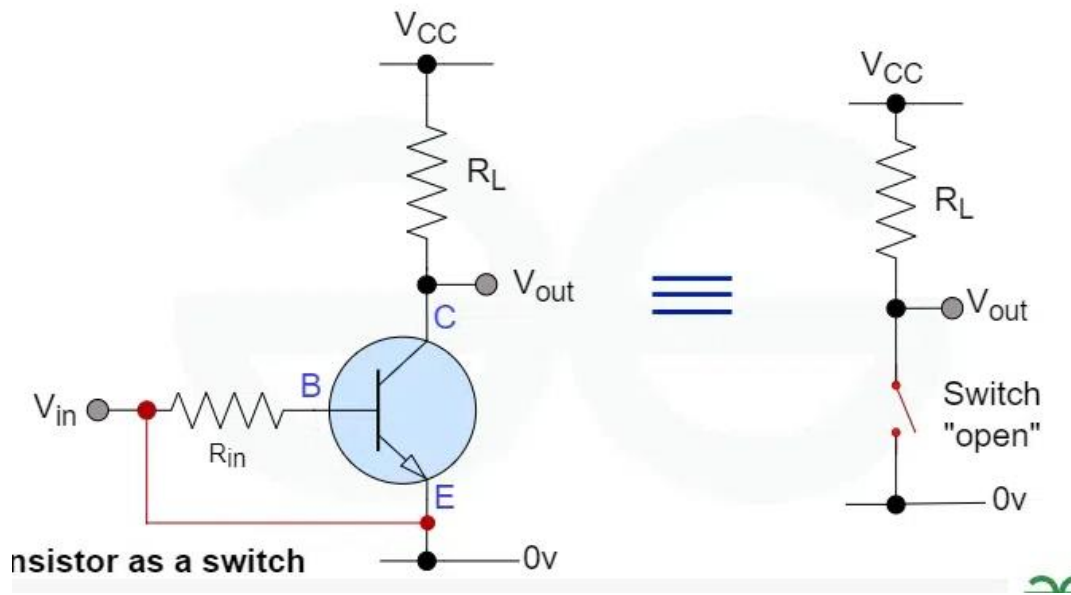 VCC
RL
Vout
C
B
Vin
Rin
E
0v
nsistor as a switch
VCC
RL
Vout
Switch
"open"
0v